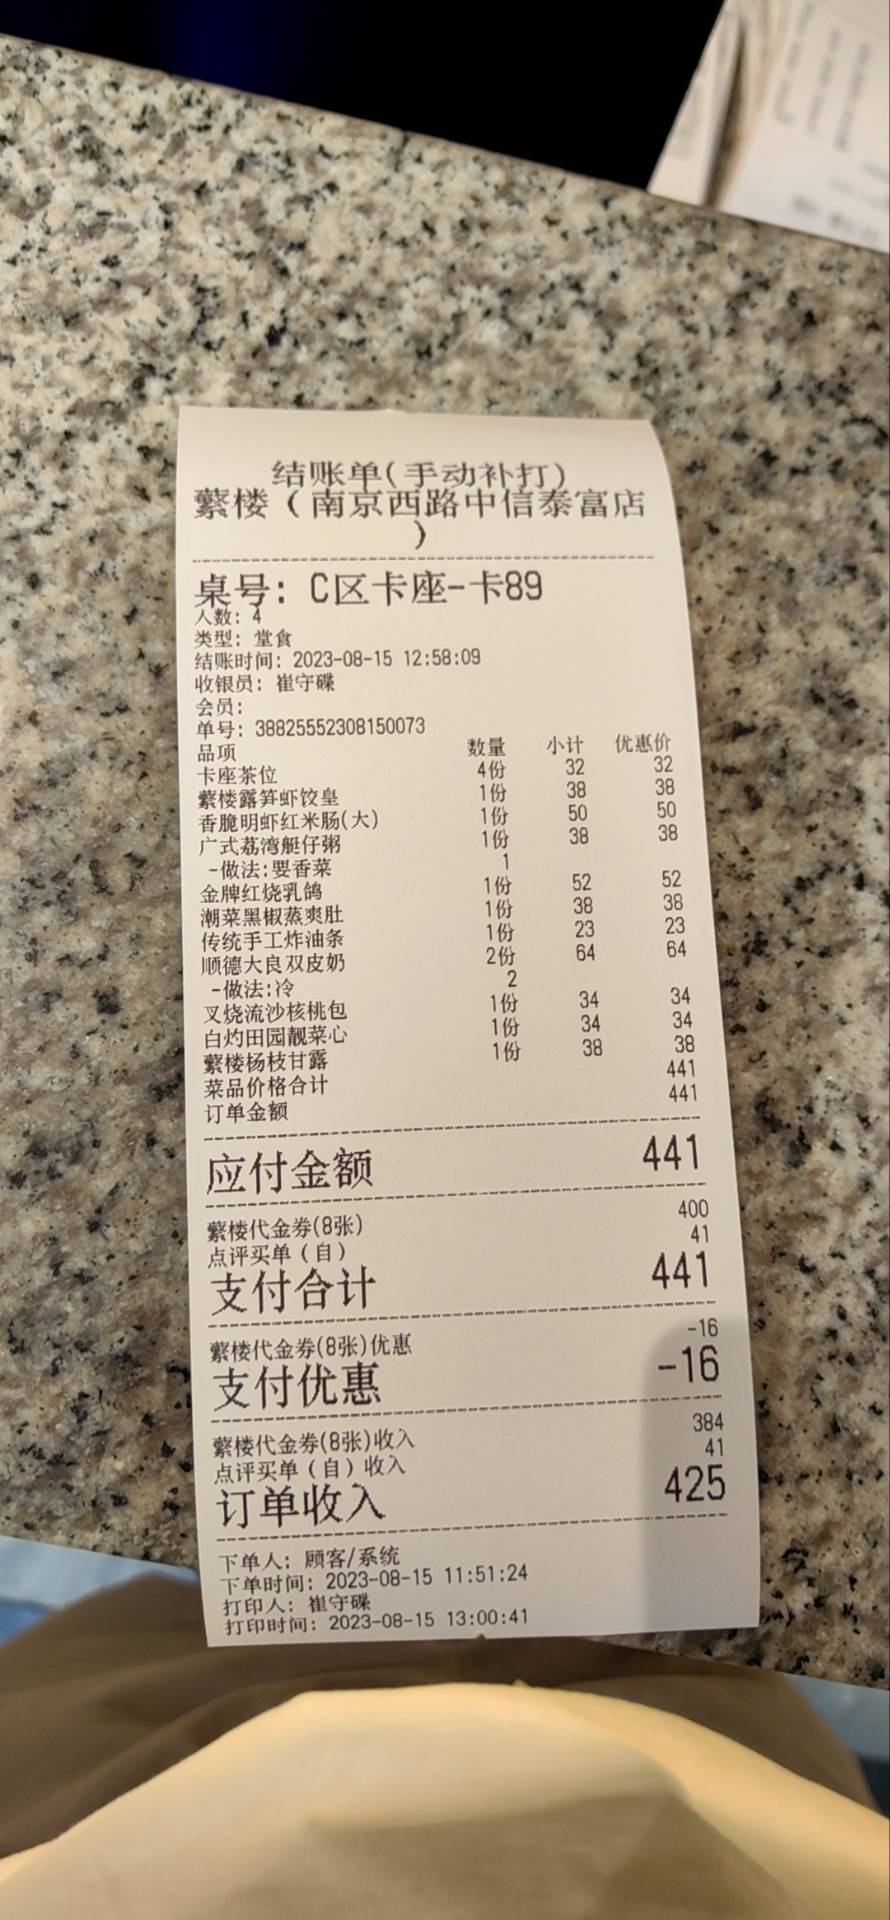 结账单(手动补打)
蘩楼（南京西路中信泰富店
）
桌号: C区卡座-卡89
人数: 4
类型: 堂食
结账时间: 2023-08-15 12:58:09
收银员: 崔守碟
会员:
单号: 38825552308150073
品项 数量 小计 优惠价
卡座茶位 4份 32 32
蘩楼露笋虾饺皇 1份 38 38
香脆明虾红米肠(大) 1份 50 50
广式荔湾艇仔粥 1份 38 38
-做法:要香菜 1
金牌红烧乳鸽 1份 52 52
潮菜黑椒蒸爽肚 1份 38 38
传统手工炸油条 1份 23 23
顺德大良双皮奶 2份 64 64
-做法:冷 2
叉烧流沙核桃包 1份 34 34
白灼田园靓菜心 1份 34 34
蘩楼杨枝甘露 1份 38 38
菜品价格合计 441
订单金额 441
应付金额 441
蘩楼代金券(8张) 400
点评买单（自） 41
支付合计 441
蘩楼代金券(8张)优惠 -16
支付优惠 -16
蘩楼代金券(8张)收入 384
点评买单（自）收入 41
订单收入 425
下单人: 顾客/系统
下单时间: 2023-08-15 11:51:24
打印人: 崔守碟
打印时间: 2023-08-15 13:00:41